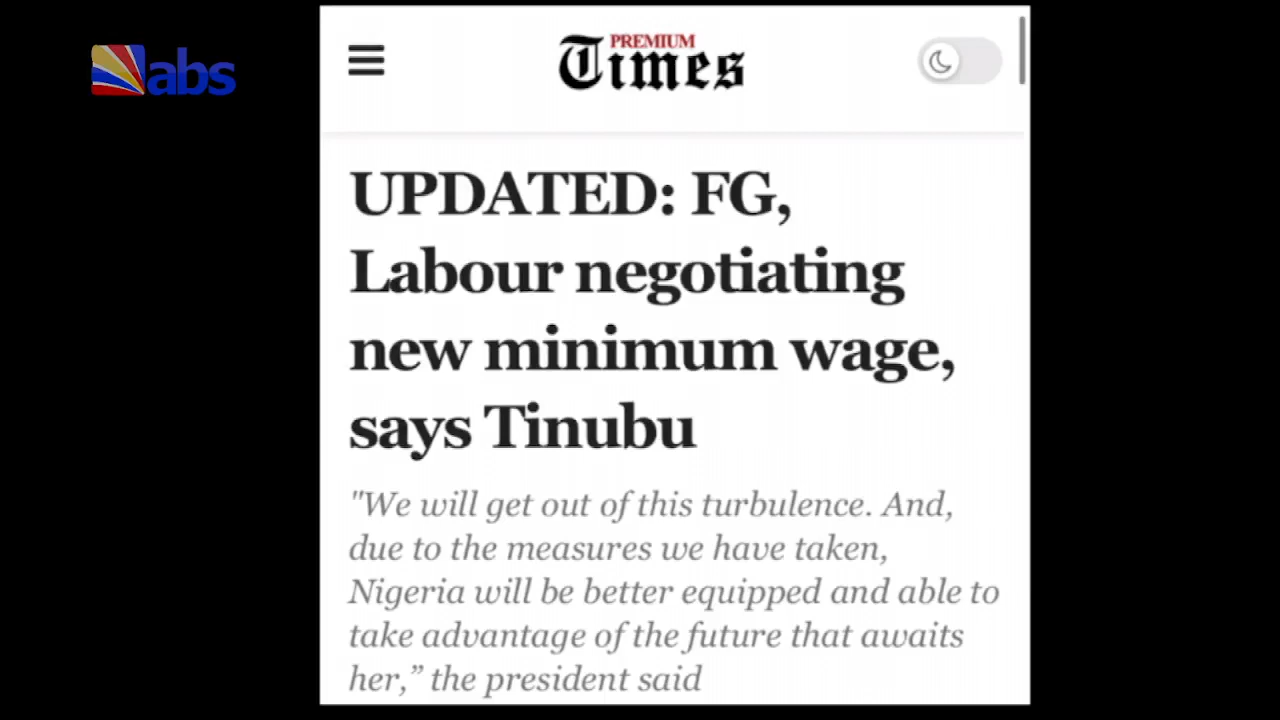 abs
PREMIUM
Times
UPDATED: FG,
Labour negotiating
new minimum wage,
says Tinubu
"We will get out of this turbulence. And,
due to the measures we have taken,
Nigeria will be better equipped and able to
take advantage of the future that awaits
her,” the president said